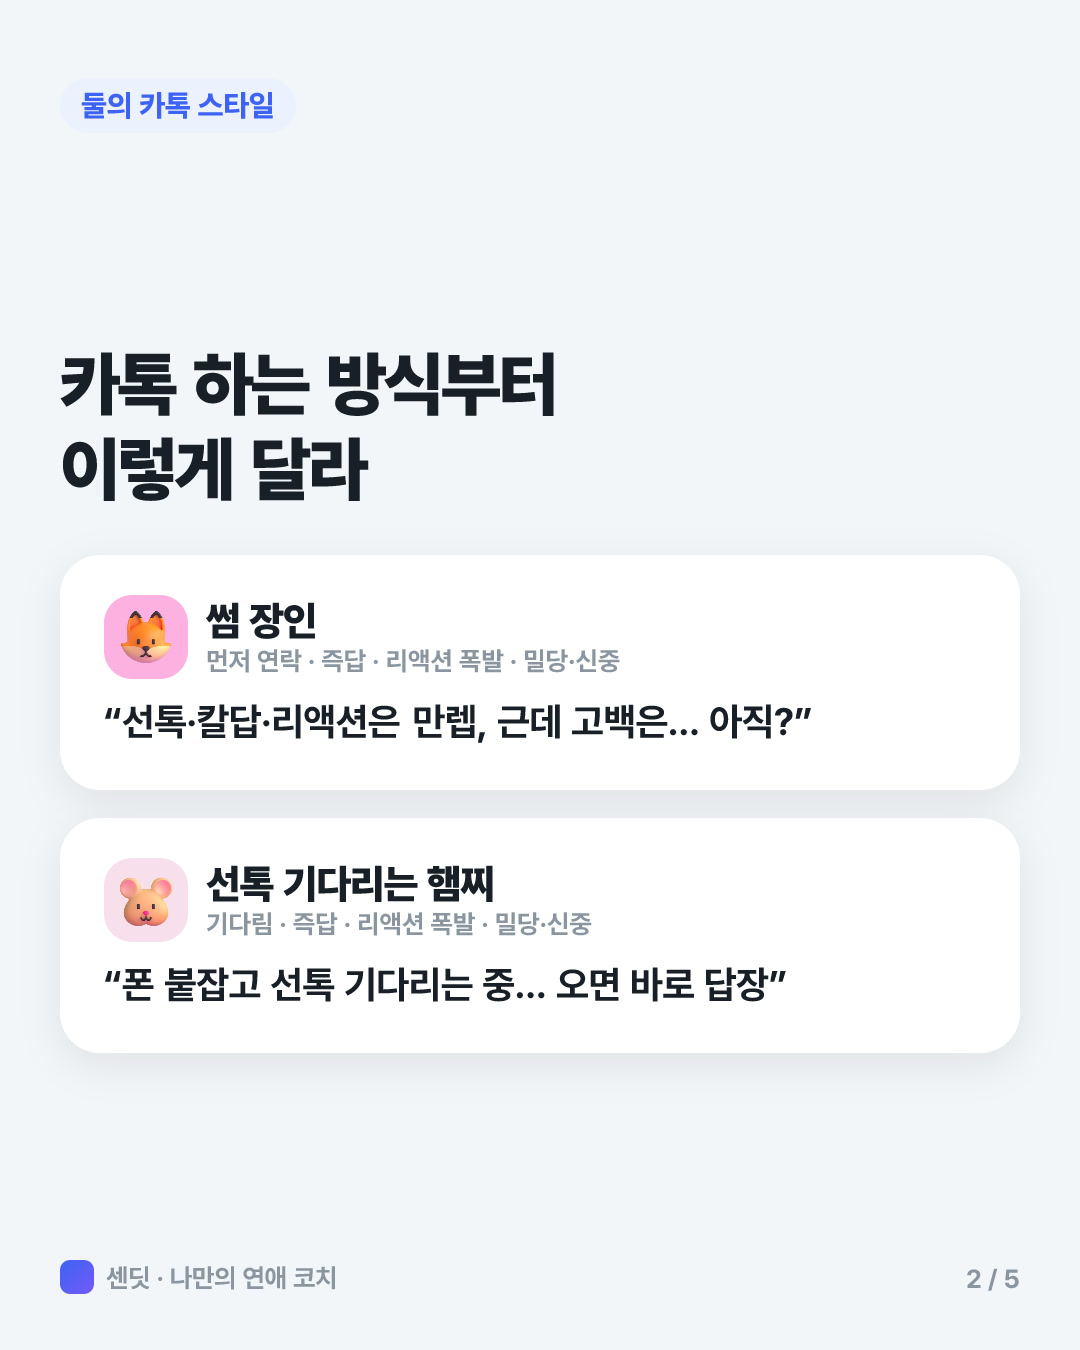 둘의 카톡 스타일
카톡 하는 방식부터
이렇게 달라
썸 장인
먼저 연락 · 즉답 · 리액션 폭발 · 밀당·신중
“선톡·칼답·리액션은 만렙, 근데 고백은... 아직?”
선톡 기다리는 햄찌
기다림 · 즉답 · 리액션 폭발 · 밀당·신중
“폰 붙잡고 선톡 기다리는 중... 오면 바로 답장”
센딧 · 나만의 연애 코치
2 / 5